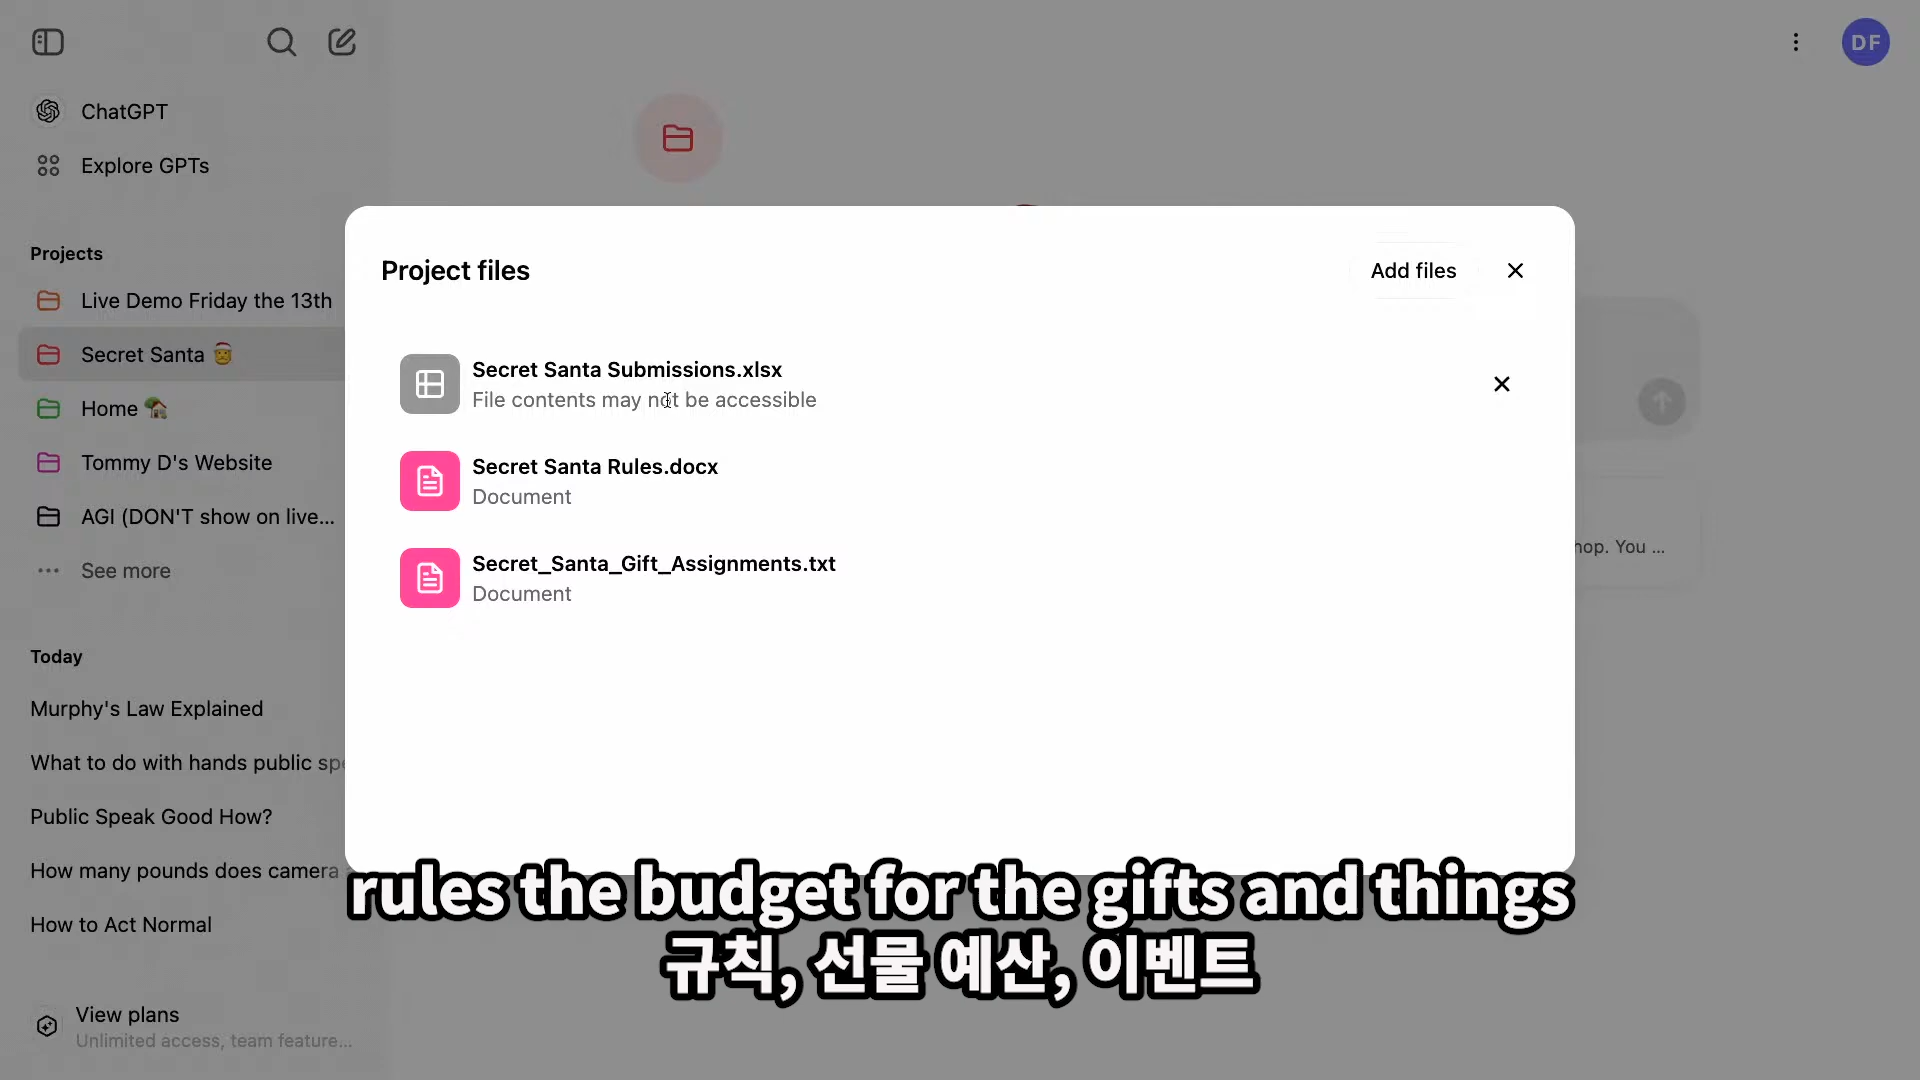 DF
ChatGPT
Explore GPTs
Projects
Live Demo Friday the 13th
Secret Santa 🎅
Home 🏡
Tommy D's Website
AGI (DON'T show on live...
See more
Today
Murphy's Law Explained
What to do with hands public spe
Public Speak Good How?
How many pounds does camera
How to Act Normal
View plans
Unlimited access, team feature...
Project files
Add files
Secret Santa Submissions.xlsx
File contents may not be accessible
Secret Santa Rules.docx
Document
Secret_Santa_Gift_Assignments.txt
Document
hop. You ...
rules the budget for the gifts and things
규칙, 선물 예산, 이벤트